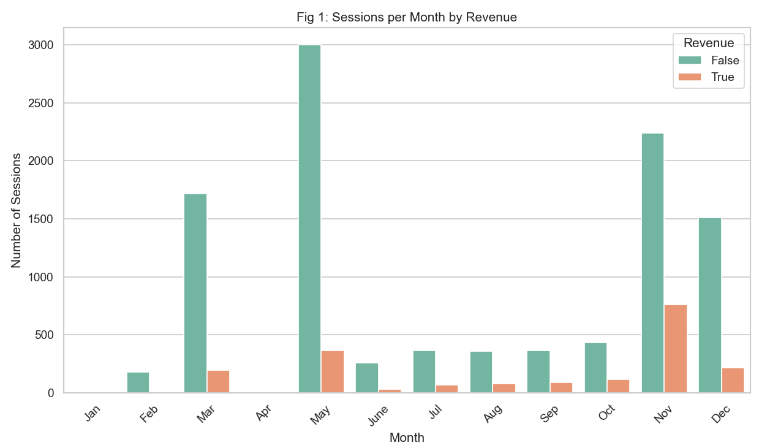 Fig 1: Sessions per Month by Revenue
Revenue
False
True
Number of Sessions
3000
2500
2000
1500
1000
500
0
Jan
Feb
Mar
Apr
May
June
Jul
Aug
Sep
Oct
Nov
Dec
Month